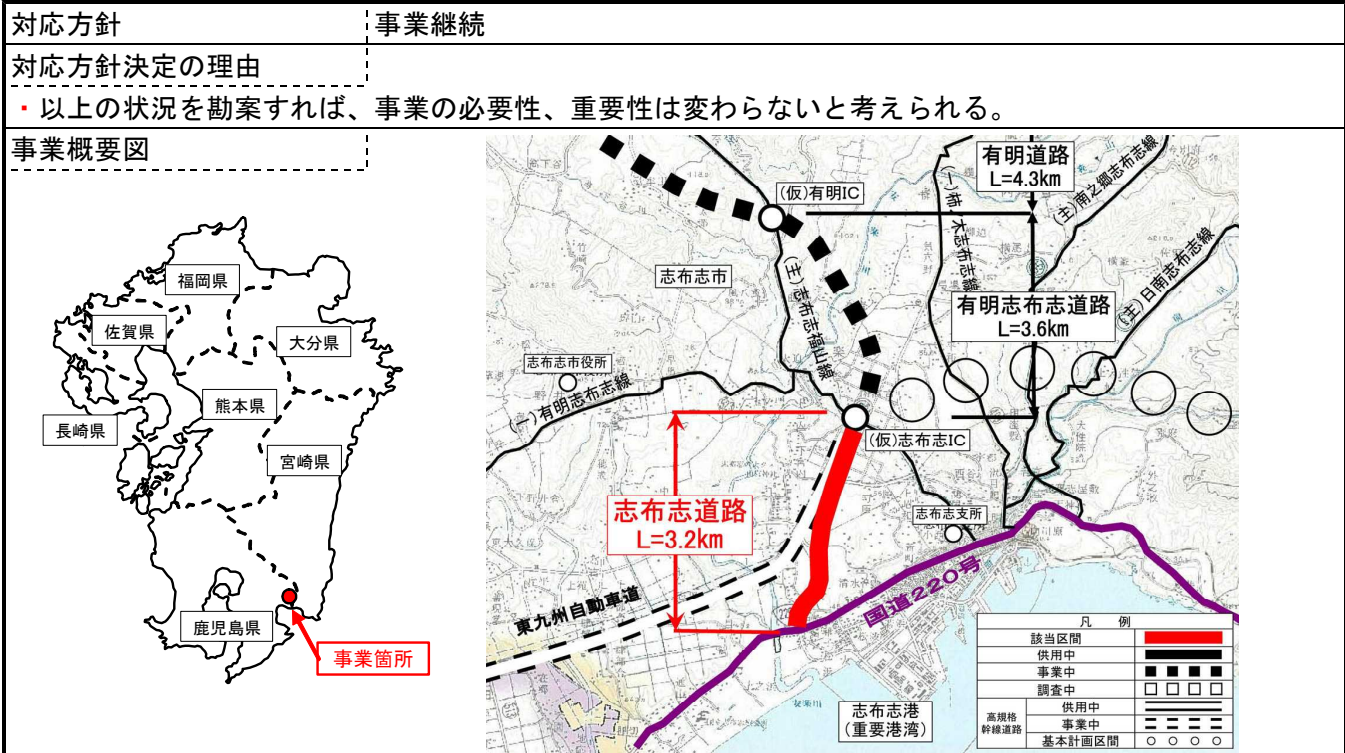 対応方針
事業継続
対応方針決定の理由
・以上の状況を勘案すれば、事業の必要性、重要性は変わらないと考えられる。
事業概要図
福岡県
佐賀県
大分県
熊本県
長崎県
宮崎県
鹿児島県
事業箇所
有明道路
L=4.3km
(主)南之郷志布志線
(仮)有明IC
(一)柿ノ木志布志線
志布志市
(主)志布志福山線
有明志布志道路
L=3.6km
(主)日南志布志線
志布志市役所
(一)有明志布志線
(仮)志布志IC
志布志道路
L=3.2km
志布志支所
国道220号
東九州自動車道
志布志港
(重要港湾)
凡 例
該当区間
供用中
事業中
調査中
高規格
幹線道路
供用中
事業中
基本計画区間